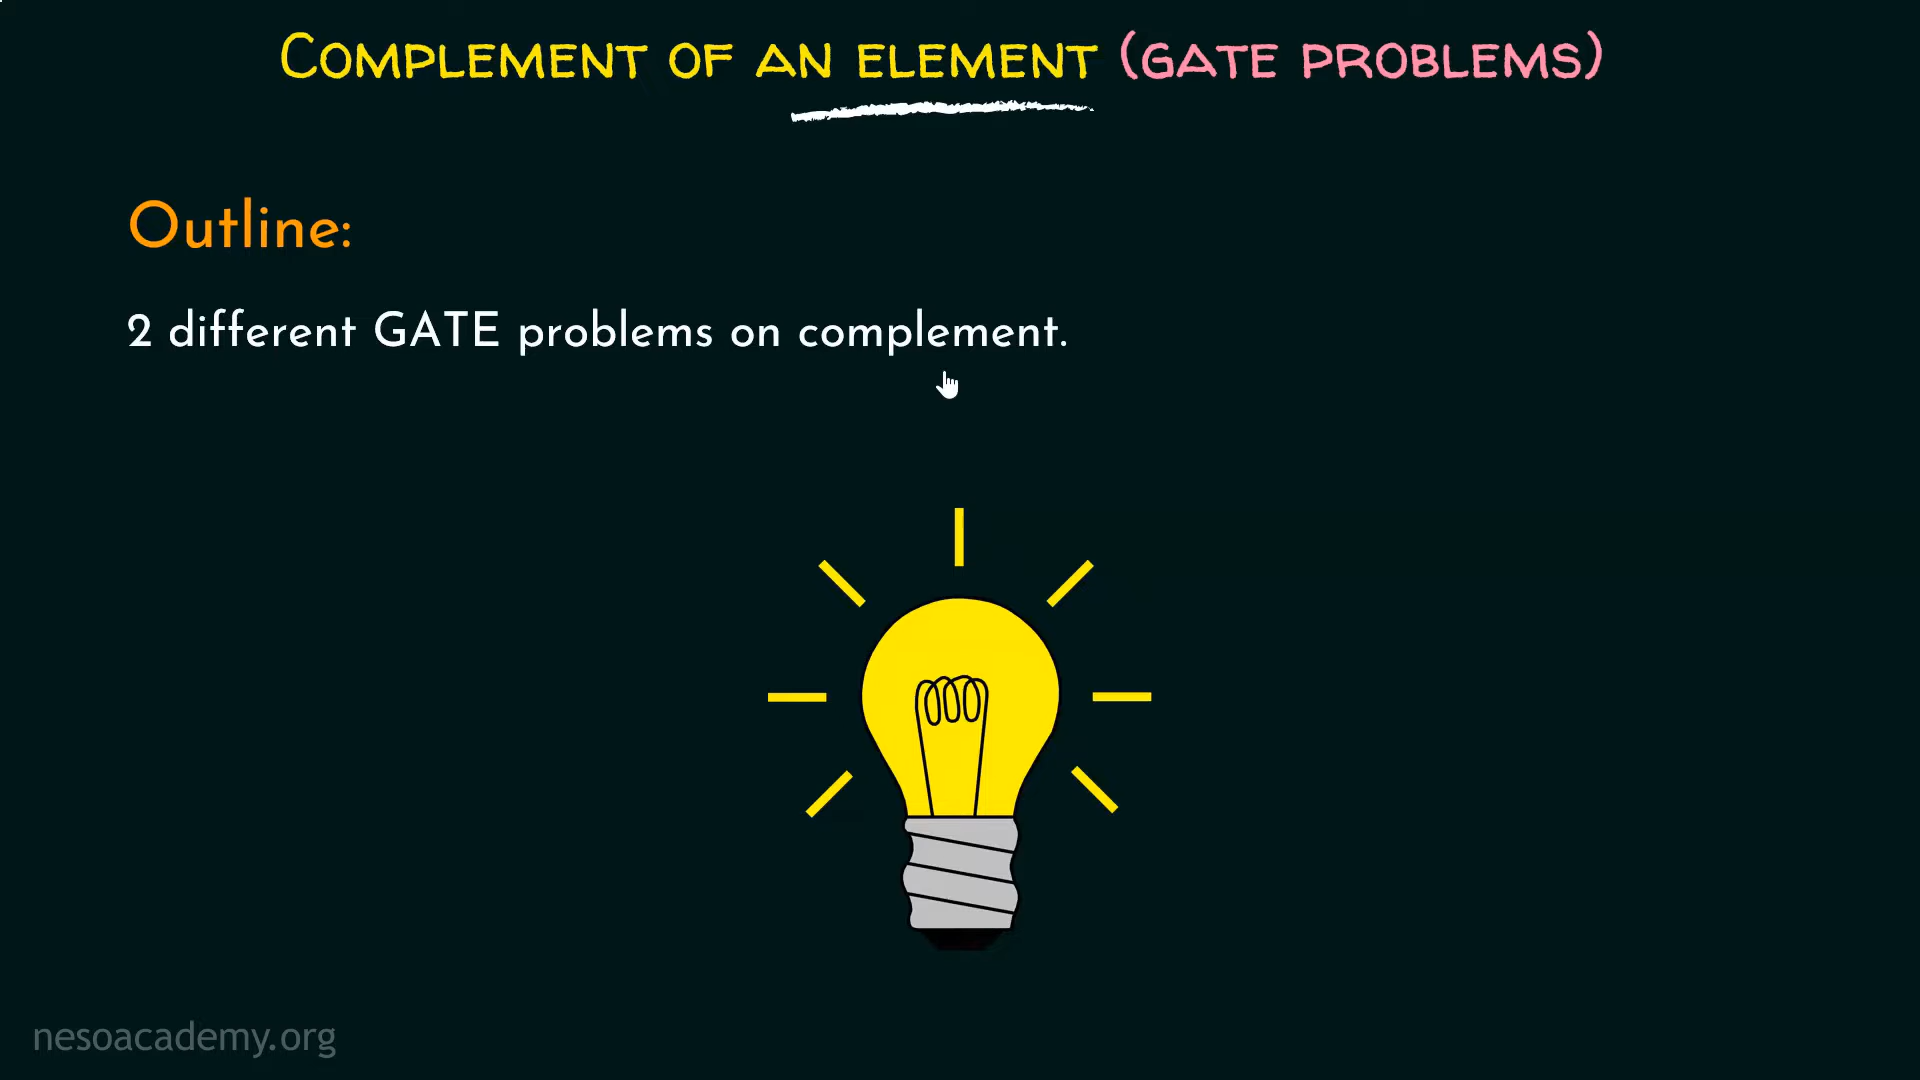 Complement of an element (GATE problems)
Outline:
2 different GATE problems on complement.
nesoacademy.org